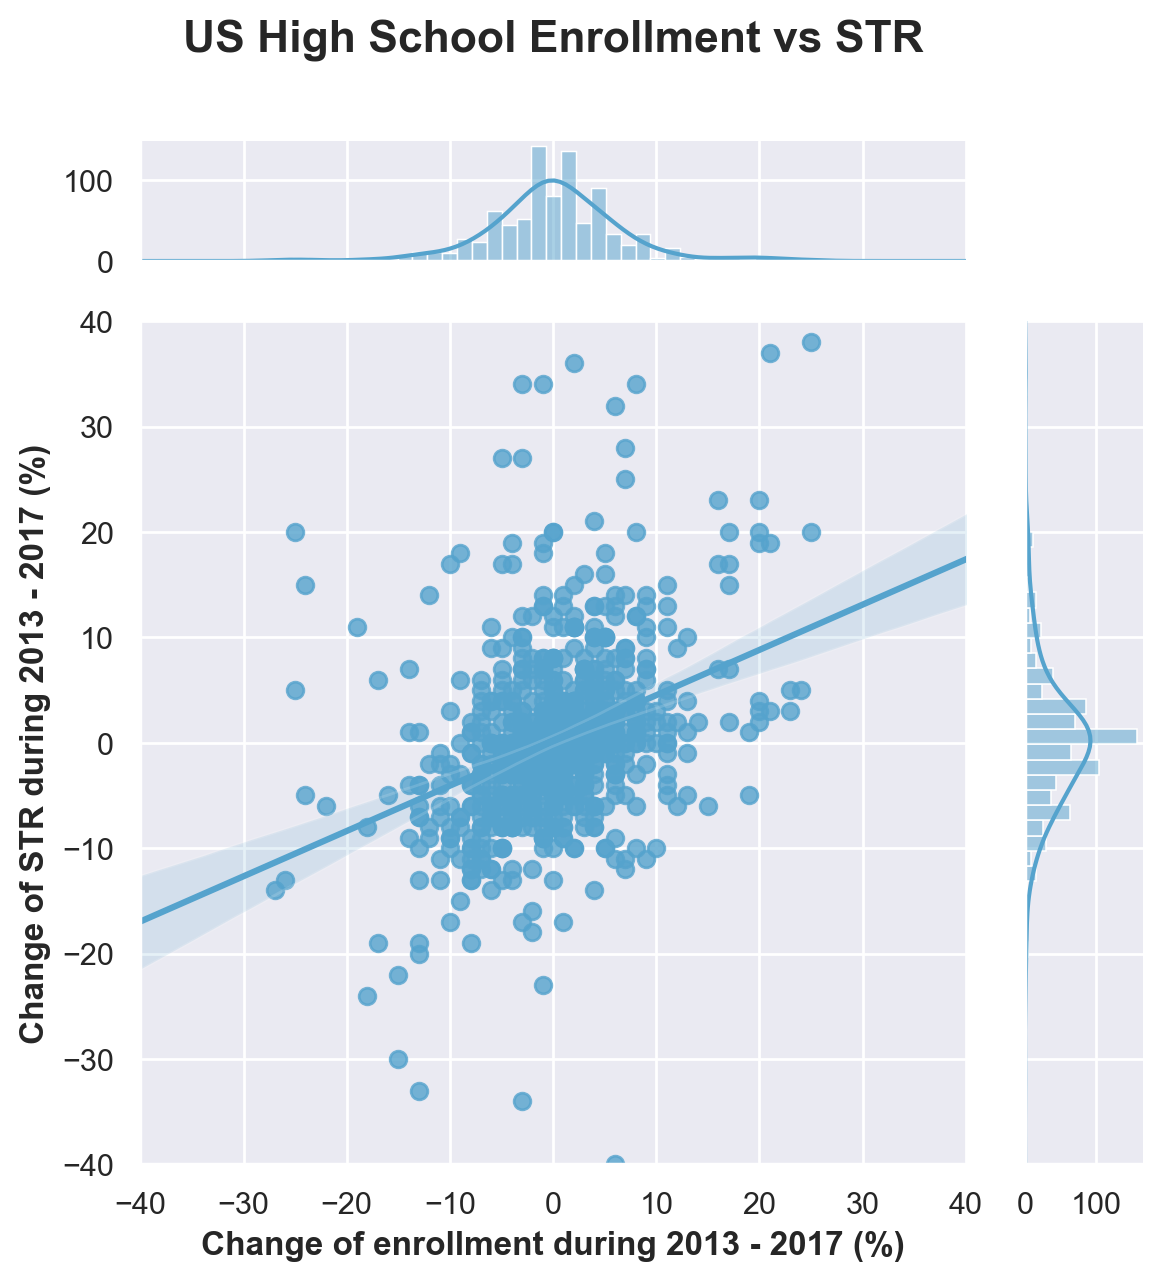 US High School Enrollment vs STR
100
0
40
30
20
10
0
−10
−20
−30
−40
Change of STR during 2013 - 2017 (%)
−40 −30 −20 −10 0 10 20 30 40 0 100
Change of enrollment during 2013 - 2017 (%)